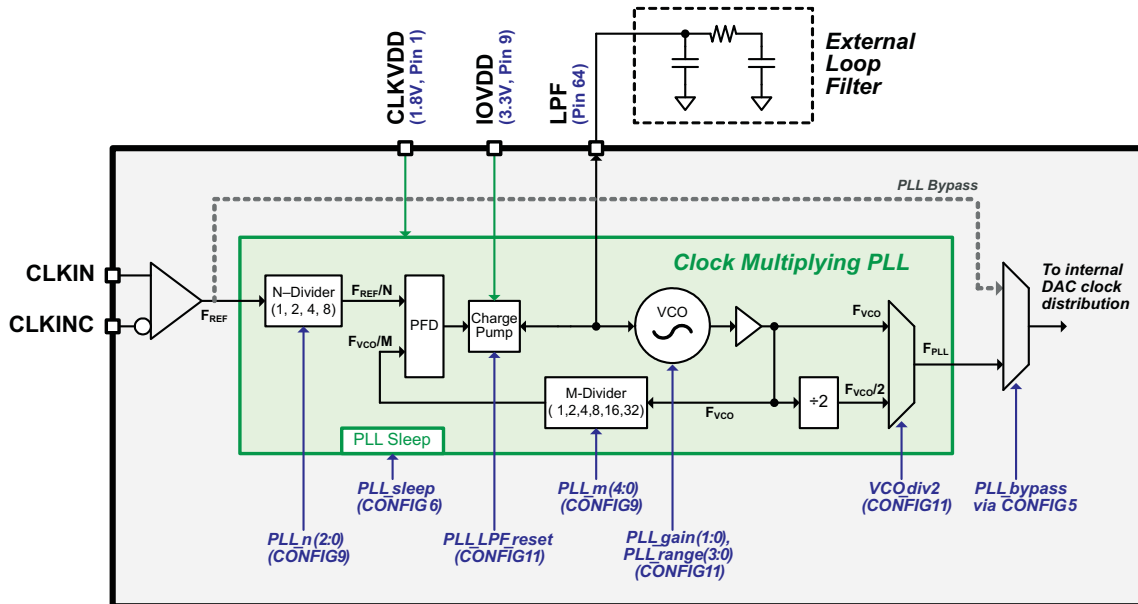 CLKVDD
(1.8V, Pin 1)
IOVDD
(3.3V, Pin 9)
LPF
(Pin 64)
External
Loop
Filter
PLL Bypass
Clock Multiplying PLL
CLKIN
CLKINC
FREF
N–Divider
(1, 2, 4, 8)
FREF/N
FVCO/M
PFD
Charge
Pump
VCO
FVCO
FPLL
To internal
DAC clock
distribution
M-Divider
( 1,2,4,8,16,32)
FVCO
÷2
FVCO/2
PLL Sleep
PLL_sleep
(CONFIG6)
PLL_m(4:0)
(CONFIG9)
VCOdiv2
(CONFIG11)
PLL_bypass
via CONFIG5
PLL_n(2:0)
(CONFIG9)
PLL_LPF_reset
(CONFIG11)
PLL_gain(1:0),
PLL_range(3:0)
(CONFIG11)